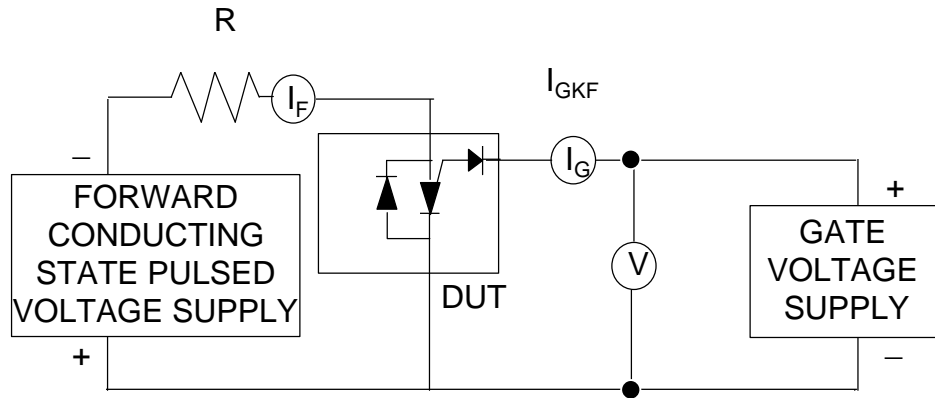 R
I_F
I_GKF
I_G
–
FORWARD
CONDUCTING
STATE PULSED
VOLTAGE SUPPLY
+
DUT
V
+
GATE
VOLTAGE
SUPPLY
–